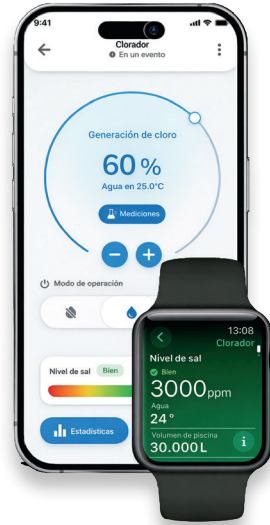 9:41
Clorador
En un evento
Generación de cloro
60 %
Agua en 25.0°C
Mediciones
Modo de operación
Nivel de sal Bien
Estadísticas
13:08
Clorador
Nivel de sal
Bien
3000ppm
Agua
24°
Volumen de piscina
30.000L